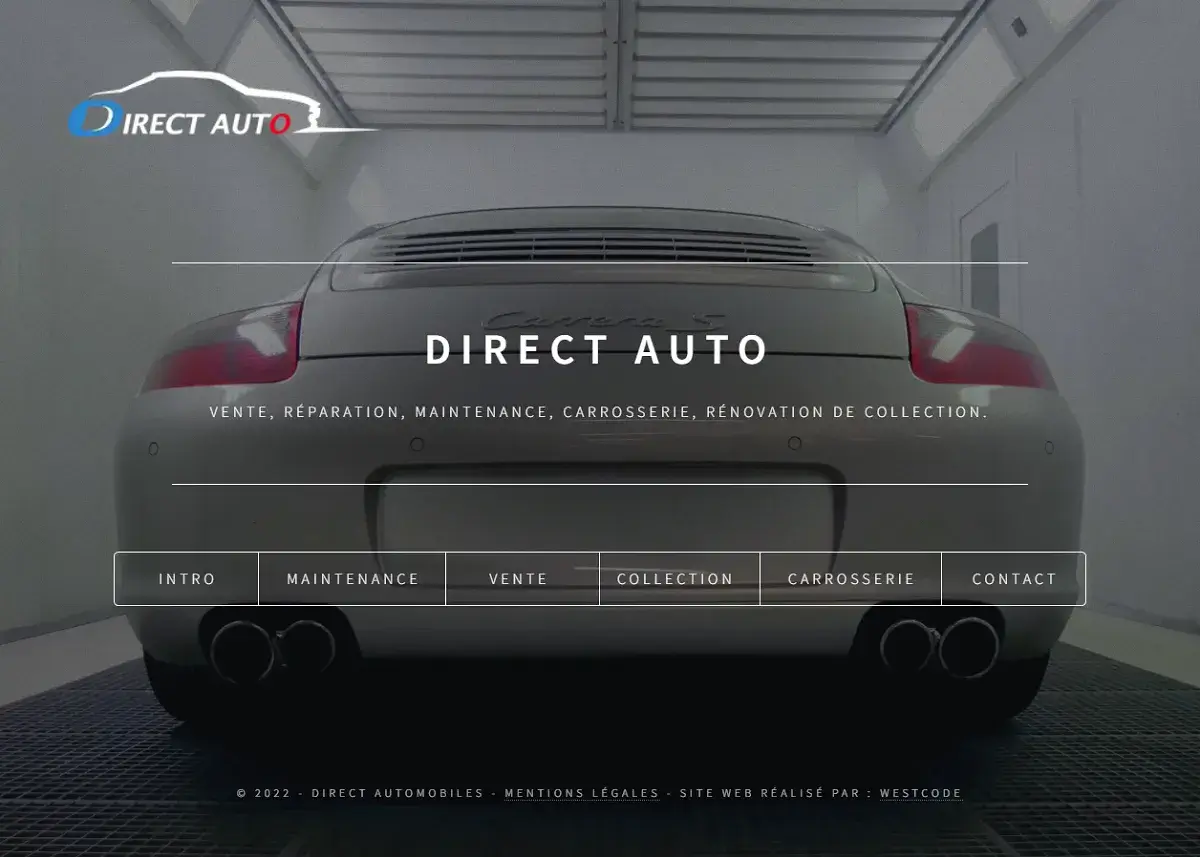 DIRECT AUTO
Carrera S
DIRECT AUTO
VENTE, RÉPARATION, MAINTENANCE, CARROSSERIE, RÉNOVATION DE COLLECTION.
INTRO MAINTENANCE VENTE COLLECTION CARROSSERIE CONTACT
© 2022 - DIRECT AUTOMOBILES - MENTIONS LÉGALES - SITE WEB RÉALISÉ PAR : WESTCODE